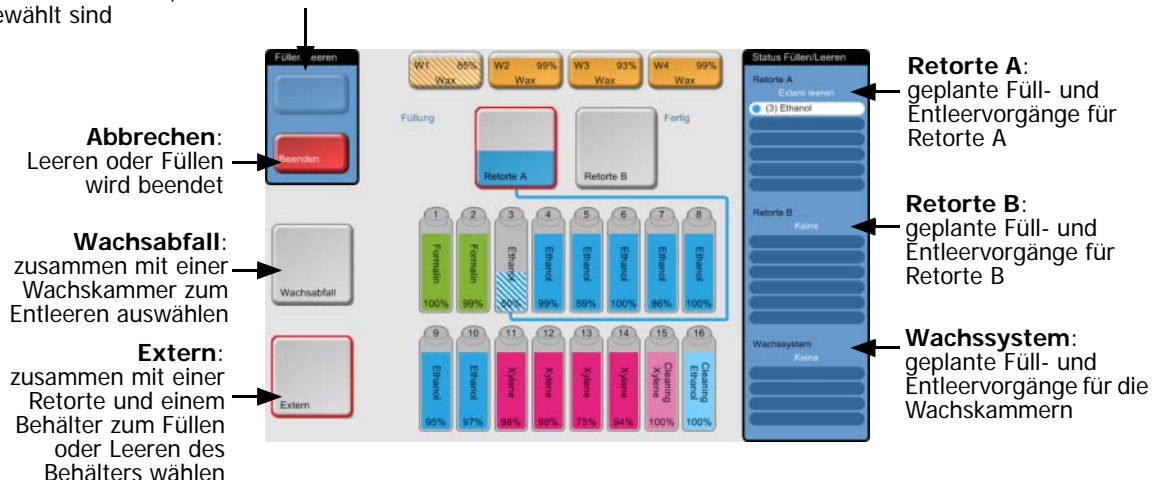 ewählt sind
Abbrechen:
Leeren oder Füllen
wird beendet
Wachsabfall:
zusammen mit einer
Wachskammer zum
Entleeren auswählen
Extern:
zusammen mit einer
Retorte und einem
Behälter zum Füllen
oder Leeren des
Behälters wählen
Beenden
Wachsabfall
Extern
W1 85%
Wax
W2 99%
Wax
W3 93%
Wax
W4 99%
Wax
Füllung
Retorte A
Retorte B
Fertig
1 Formalin 100%
2 Formalin 99%
3 Ethanol 50%
4 Ethanol 99%
5 Ethanol 59%
6 Ethanol 100%
7 Ethanol 86%
8 Ethanol 100%
9 Ethanol 95%
10 Ethanol 97%
11 Xylene 98%
12 Xylene 99%
13 Xylene 75%
14 Xylene 94%
15 Cleaning Xylene 100%
16 Cleaning Ethanol 100%
Status Füllen/Leeren
Retorte A
Extern leeren
(3) Ethanol
Retorte B
Keine
Wachssystem
Keine
Retorte A:
geplante Füll- und
Entleervorgänge für
Retorte A
Retorte B:
geplante Füll- und
Entleervorgänge für
Retorte B
Wachssystem:
geplante Füll- und
Entleervorgänge für die
Wachskammern